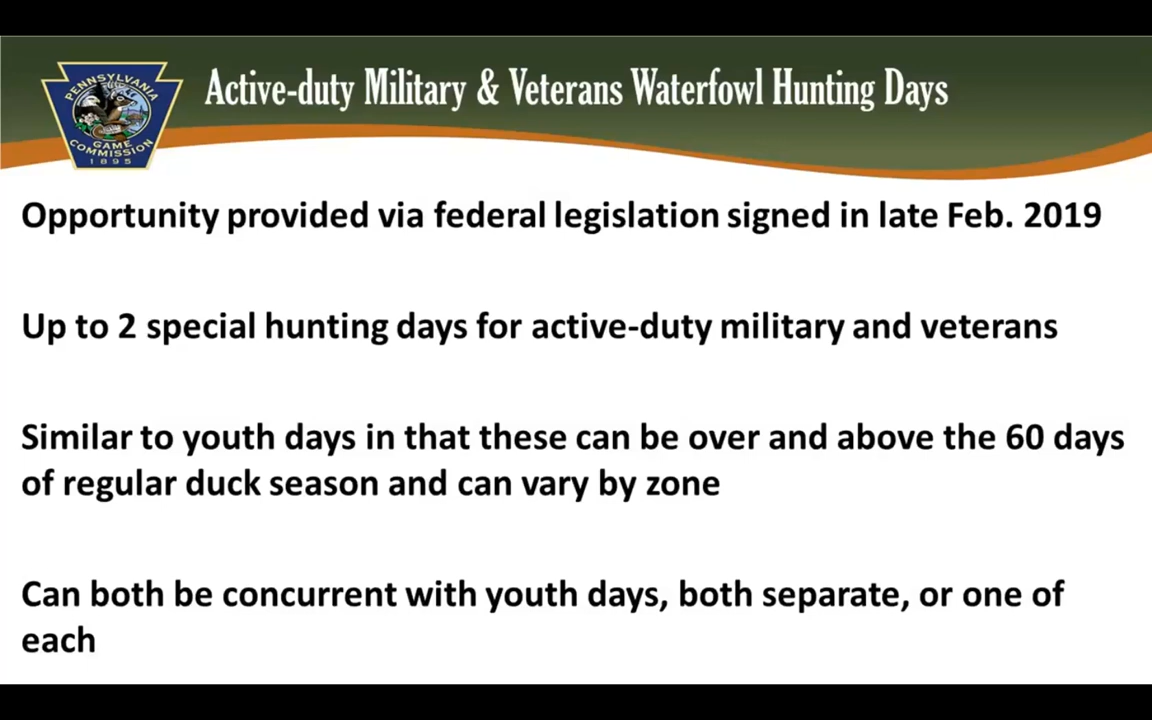 PENNSYLVANIA
GAME
COMMISSION
1895
Active-duty Military & Veterans Waterfowl Hunting Days
Opportunity provided via federal legislation signed in late Feb. 2019
Up to 2 special hunting days for active-duty military and veterans
Similar to youth days in that these can be over and above the 60 days
of regular duck season and can vary by zone
Can both be concurrent with youth days, both separate, or one of
each